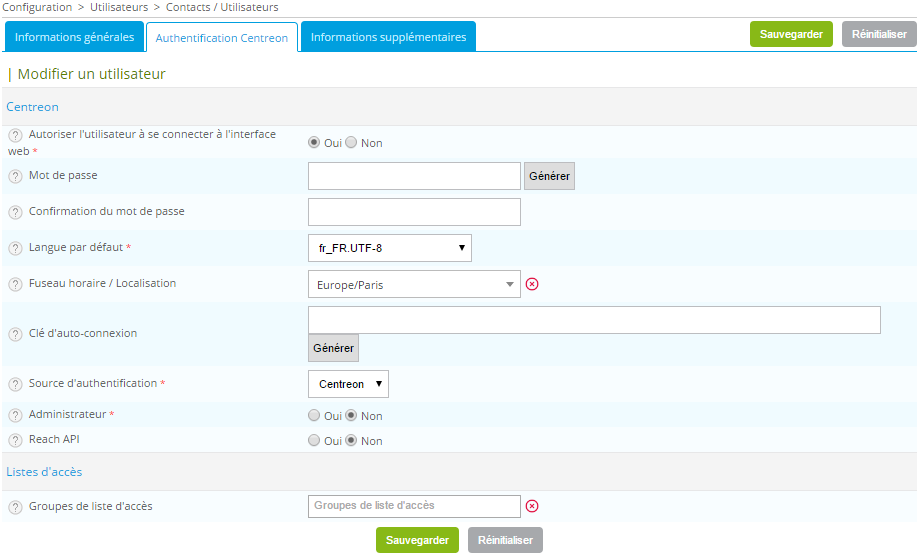 Configuration > Utilisateurs > Contacts / Utilisateurs
Informations générales
Authentification Centreon
Informations supplémentaires
Sauvegarder
Réinitialiser
| Modifier un utilisateur
Centreon
? Autoriser l'utilisateur à se connecter à l'interface
web *
Oui Non
? Mot de passe
Générer
? Confirmation du mot de passe
? Langue par défaut *
fr_FR.UTF-8
? Fuseau horaire / Localisation
Europe/Paris
? Clé d'auto-connexion
Générer
? Source d'authentification *
Centreon
? Administrateur *
Oui Non
? Reach API
Oui Non
Listes d'accès
? Groupes de liste d'accès
Groupes de liste d'accès
Sauvegarder
Réinitialiser